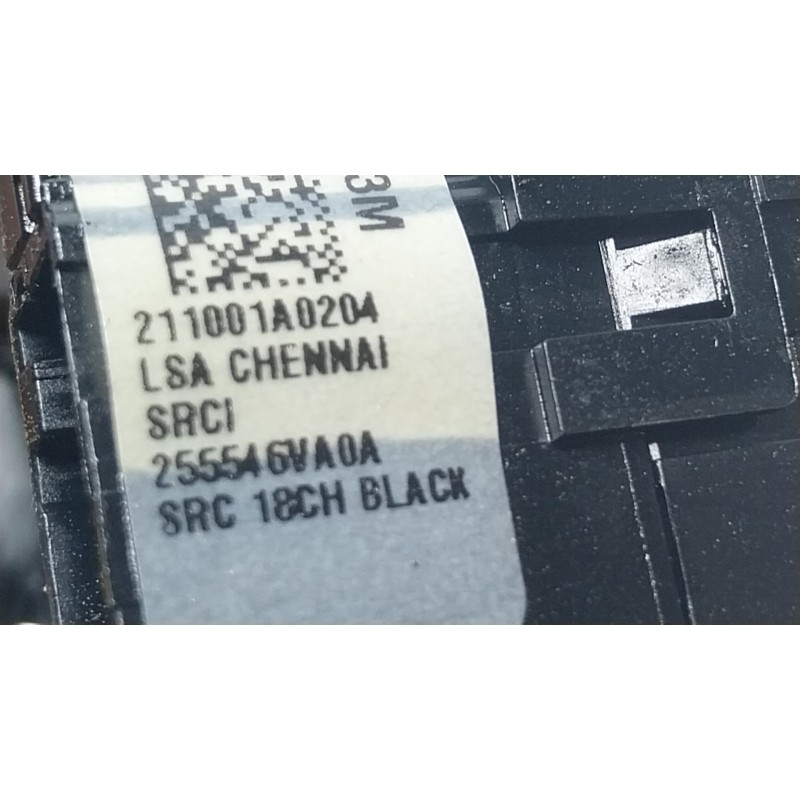 3M
211001A0204
LSA CHENNAI
SRCI
255546VA0A
SRC 18CH BLACK